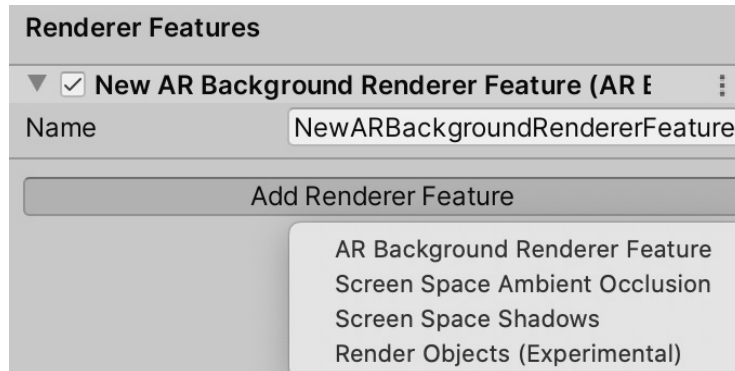 Renderer Features
New AR Background Renderer Feature (AR E
Name NewARBackgroundRendererFeature
Add Renderer Feature
AR Background Renderer Feature
Screen Space Ambient Occlusion
Screen Space Shadows
Render Objects (Experimental)